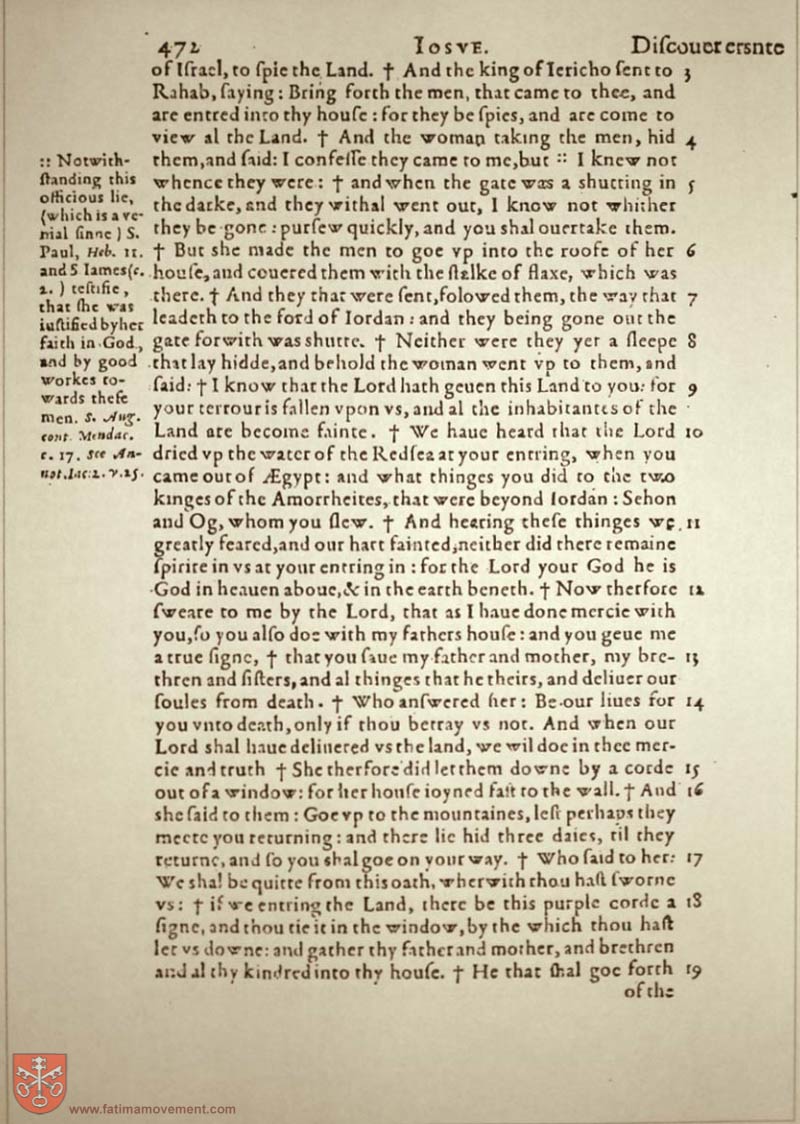 472 IOSVE. Diſcouer ersnte
of Iſrael, to ſpie the Land. † And the king of Iericho ſent to 3
Rahab, ſaying: Bring forth the men, that came to thee, and
are entred into thy houſe: for they be ſpies, and are come to
view al the Land. † And the woman taking the men, hid 4
them, and ſaid: I confeſſe they came to me, but :: I knew not
whence they were: † and when the gate was a shutting in 5
the darke, and they withal went out, I know not whither
they be gone: purſew quickly, and you shal ouertake them.
† But she made the men to goe vp into the roofe of her 6
houſe, and couered them with the ſtalke of flaxe, which was
there. † And they that were ſent, folowed them, the way that 7
leadeth to the ford of Iordan: and they being gone out the
gate forwith was shutte. † Neither were they yet a ſleepe 8
that lay hidde, and behold the woman went vp to them, and
ſaid: † I know that the Lord hath geuen this Land to you: for 9
your terrour is fallen vpon vs, and al the inhabitantes of the
Land are become fainte. † We haue heard that the Lord 10
dried vp the water of the Redſea at your entring, when you
came out of Ægypt: and what thinges you did to the two
kinges of the Amorrheites, that were beyond Iordan: Sehon
and Og, whom you ſlew. † And hearing theſe thinges we 11
greatly feared, and our hart fainted, neither did there remaine
ſpirite in vs at your entring in: for the Lord your God he is
God in heauen aboue, & in the earth beneth. † Now therfore 12
ſweare to me by the Lord, that as I haue done mercie with
you, ſo you alſo doe with my fathers houſe: and you geue me
a true ſigne, † that you ſaue my father and mother, my bre- 13
thren and ſiſters, and al thinges that he theirs, and deliuer our
ſoules from death. † Who anſwered her: Be our liues for 14
you vnto death, only if thou betray vs not. And when our
Lord shal haue deliuered vs the land, we wil doe in thee mer-
cie and truth † She therfore did let them downe by a corde 15
out of a window: for her houſe ioyned faſt to the wall. † And 16
she ſaid to them: Goe vp to the mountaines, leſt perhaps they
meete you returning: and there lie hid three daies, til they
returne, and ſo you shal goe on your way. † Who ſaid to her: 17
We shal be quitte from this oath, wherwith thou haſt ſworne
vs: † if we entring the Land, there be this purple corde a 18
ſigne, and thou tie it in the window, by the which thou haſt
let vs downe: and gather thy father and mother, and brethren
and al thy kindred into thy houſe. † He that shal goe forth 19
of the
:: Notwith-
ſtanding this
officious lie,
(which is a ve-
nial ſinne) S.
Paul, Heb. 11.
and S Iames (c.
2.) teſtifie,
that she was
iuſtified by her
faith in God,
and by good
workes to-
wards theſe
men. S. Aug.
cont. Mendac.
c. 17. see An-
not. Iac. 2. v. 25.
www.fatimamovement.com